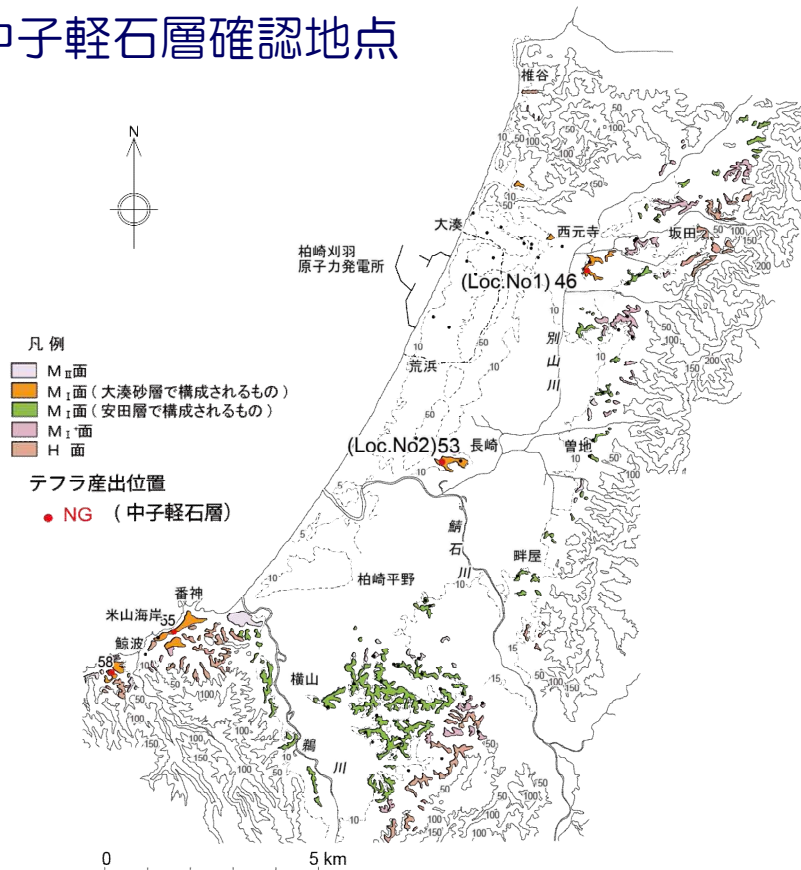 中子軽石層確認地点
N
椎谷
大湊
西元寺
坂田
柏崎刈羽
原子力発電所
(Loc.No1) 46
別山川
荒浜
凡 例
MⅡ面
MⅠ面 ( 大湊砂層で構成されるもの )
MⅠ面 ( 安田層で構成されるもの )
MⅠ'面
H 面
(Loc.No2)53
長崎
曽地
テフラ産出位置
NG ( 中子軽石層)
鯖石川
畔屋
柏崎平野
番神
米山海岸
55
鯨波
58
横山
鵜川
0 5 km